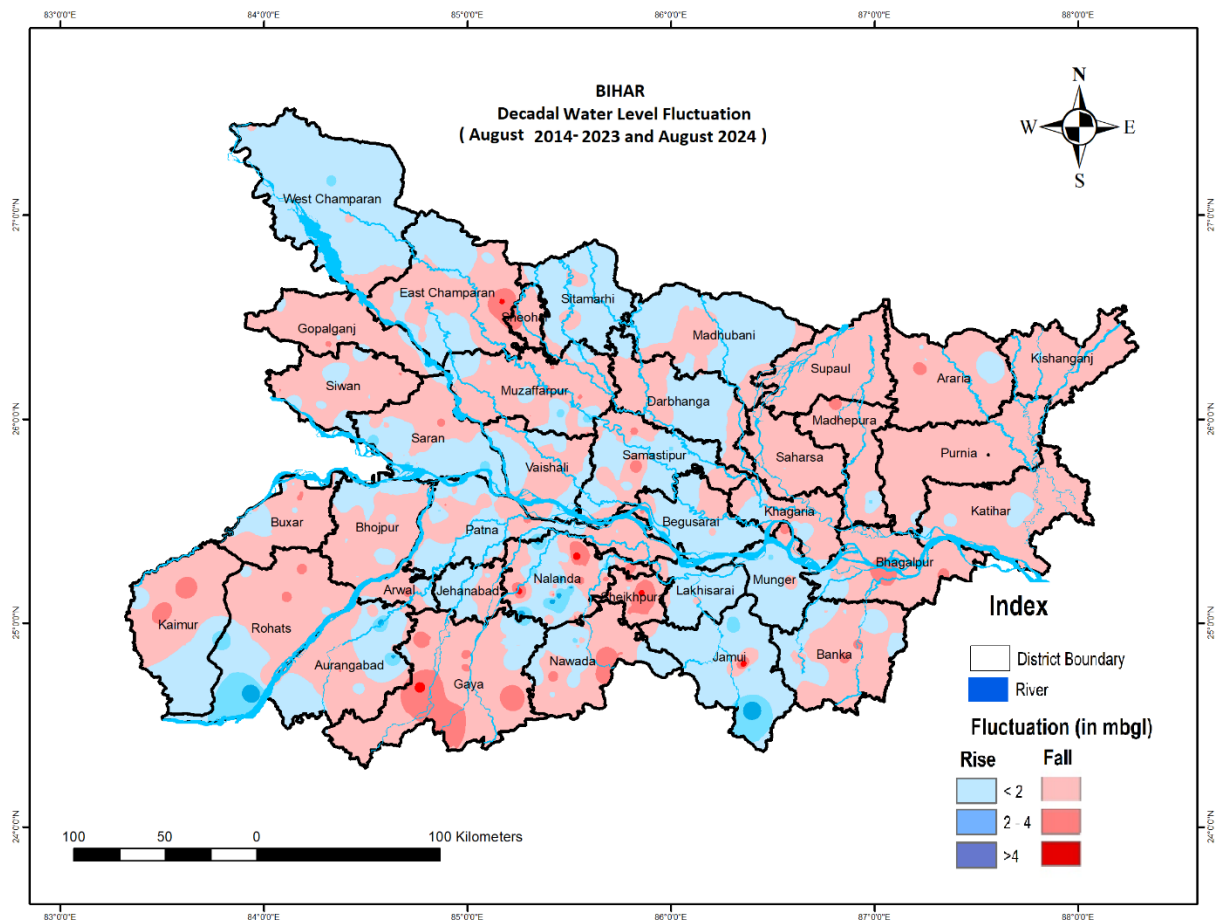 83°0'0"E 84°0'0"E 85°0'0"E 86°0'0"E 87°0'0"E 88°0'0"E
BIHAR
Decadal Water Level Fluctuation
( August 2014- 2023 and August 2024 )
N
W E
S
27°0'0"N 27°0'0"N
26°0'0"N 26°0'0"N
25°0'0"N 25°0'0"N
24°0'0"N 24°0'0"N
West Champaran
East Champaran
Sheohar
Sitamarhi
Gopalganj
Madhubani
Siwan
Muzaffarpur
Darbhanga
Supaul
Araria
Kishanganj
Saran
Vaishali
Samastipur
Madhepura
Saharsa
Purnia
Buxar
Bhojpur
Patna
Begusarai
Khagaria
Katihar
Kaimur
Rohats
Arwal
Jehanabad
Nalanda
Sheikhpura
Lakhisarai
Munger
Bhagalpur
Aurangabad
Gaya
Nawada
Jamui
Banka
Index
District Boundary
River
Fluctuation (in mbgl)
Rise Fall
< 2
2 - 4
>4
100 50 0 100 Kilometers
83°0'0"E 84°0'0"E 85°0'0"E 86°0'0"E 87°0'0"E 88°0'0"E